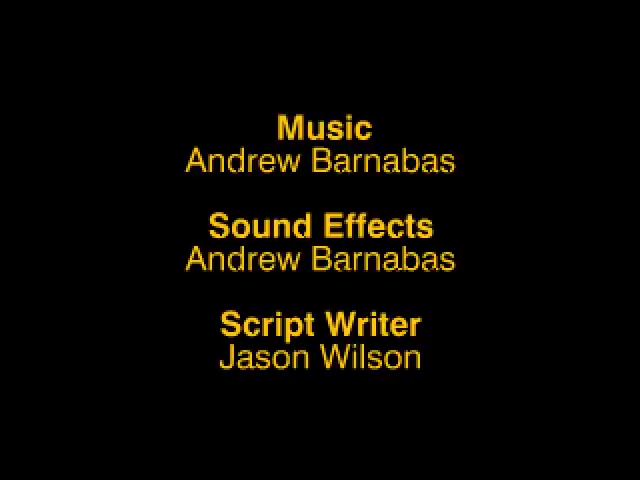 Music
Andrew Barnabas
Sound Effects
Andrew Barnabas
Script Writer
Jason Wilson